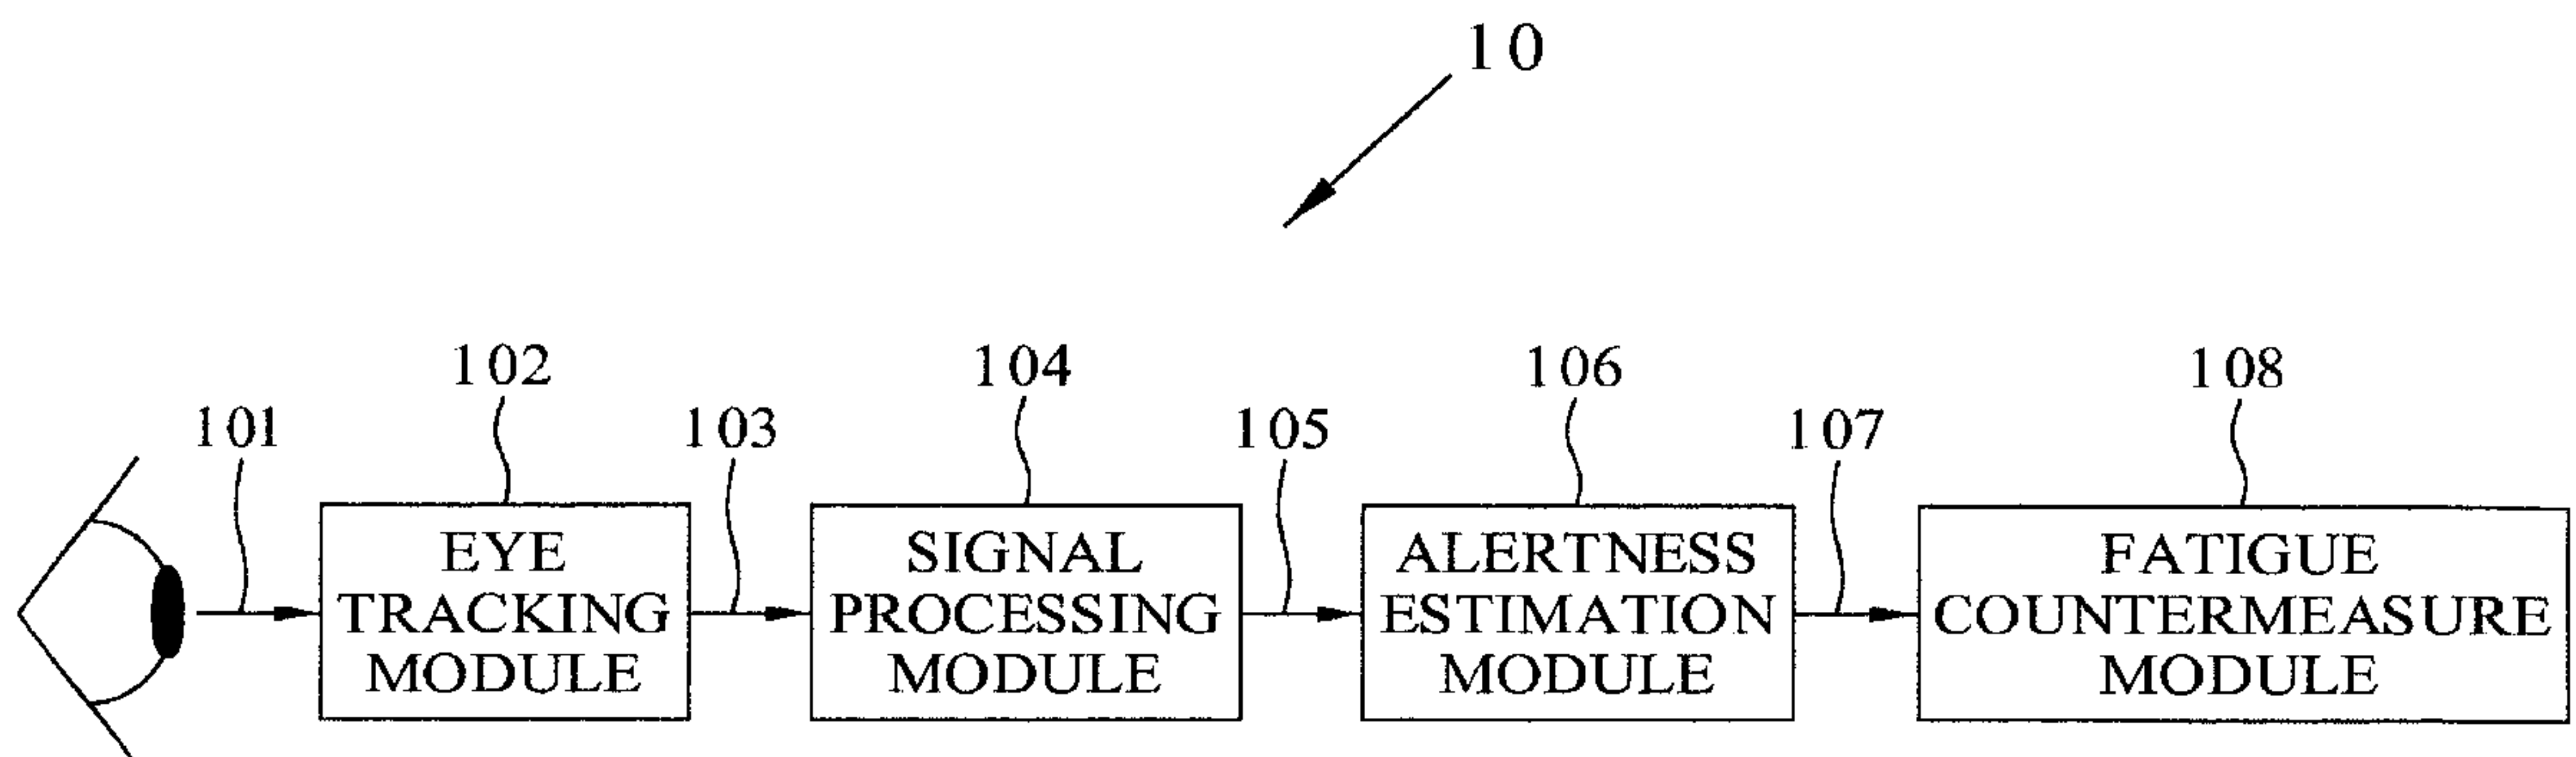 10
102
104
106
108
101
103
105
107
EYE
TRACKING
MODULE
SIGNAL
PROCESSING
MODULE
ALERTNESS
ESTIMATION
MODULE
FATIGUE
COUNTERMEASURE
MODULE